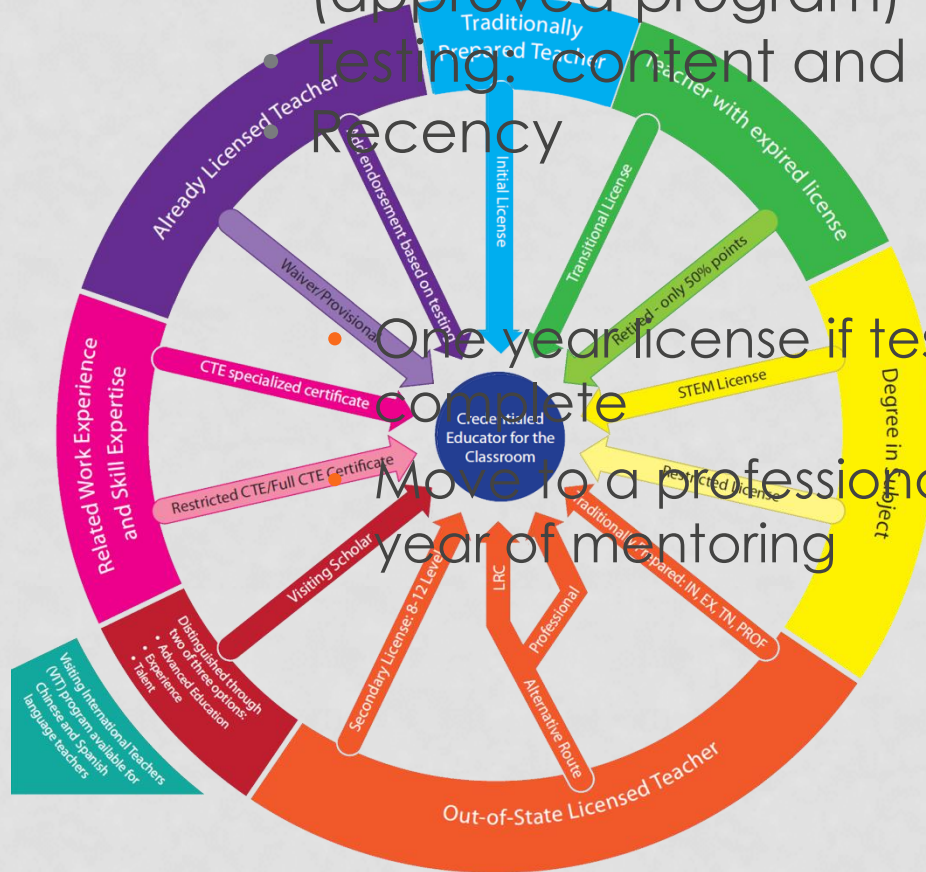 (approved program)
Testing: content and
Recency
One year license if tes
complete
Move to a professiona
year of mentoring
Traditionally
Prepared Teacher
Initial License
Teacher with expired license
Transitional License
Retired - only 50% points
Degree in Subject
STEM License
Restricted License
Out-of-State Licensed Teacher
Traditionally Prepared: IN, EX, TN, PROF
Professional
LRC
Alternative Route
Secondary License: 8-12 Level
Distinguished through
two of three options:
• Advanced Education
• Experience
• Talent
Visiting Scholar
Visiting International Teachers
(VIT) program available for
Chinese and Spanish
language teachers
Related Work Experience
and Skill Expertise
Restricted CTE/Full CTE Certificate
CTE specialized certificate
Already Licensed Teacher
Waiver/Provisional
endorsement based on testing
Credentialed
Educator for the
Classroom